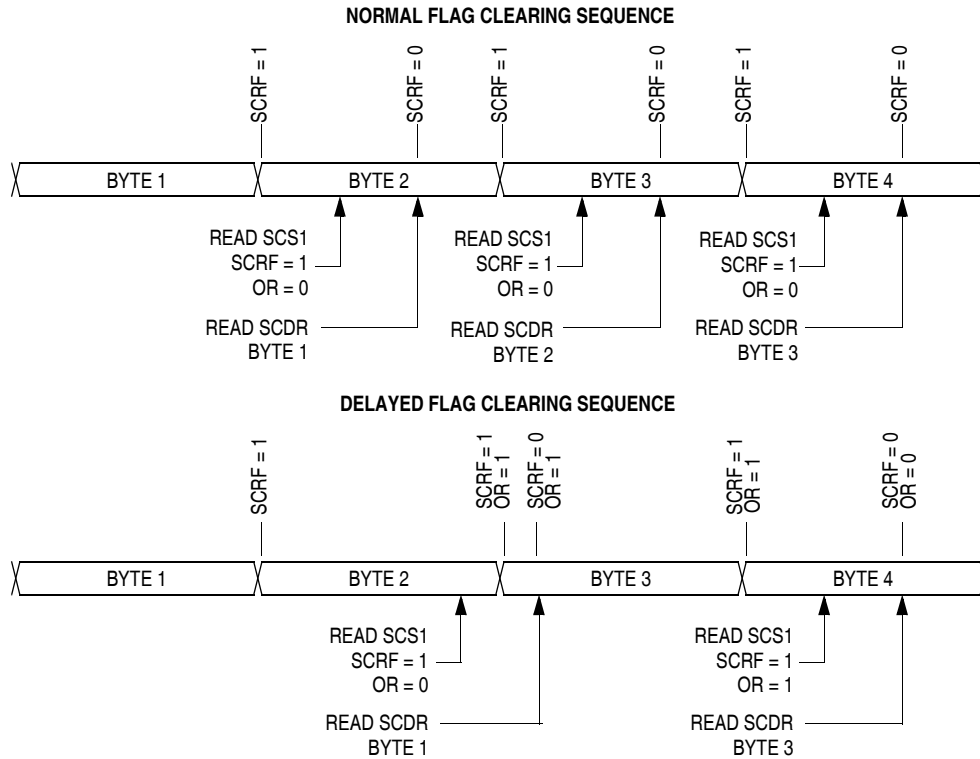 NORMAL FLAG CLEARING SEQUENCE
SCRF = 1
SCRF = 0
SCRF = 1
SCRF = 0
SCRF = 1
SCRF = 0
BYTE 1
BYTE 2
BYTE 3
BYTE 4
READ SCS1
SCRF = 1
OR = 0
READ SCDR
BYTE 1
READ SCS1
SCRF = 1
OR = 0
READ SCDR
BYTE 2
READ SCS1
SCRF = 1
OR = 0
READ SCDR
BYTE 3
DELAYED FLAG CLEARING SEQUENCE
SCRF = 1
SCRF = 1
OR = 1
SCRF = 0
OR = 1
SCRF = 1
OR = 1
SCRF = 0
OR = 0
BYTE 1
BYTE 2
BYTE 3
BYTE 4
READ SCS1
SCRF = 1
OR = 0
READ SCDR
BYTE 1
READ SCS1
SCRF = 1
OR = 1
READ SCDR
BYTE 3